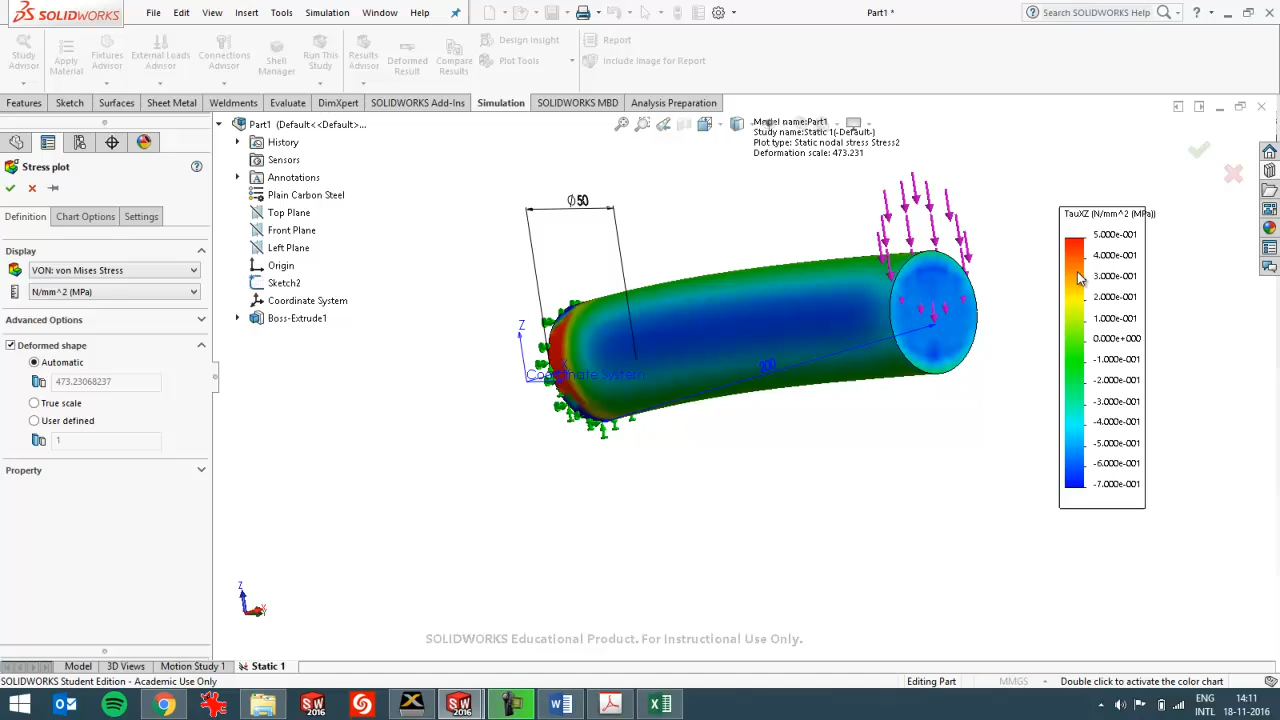 SOLIDWORKS
File Edit View Insert Tools Simulation Window Help
Part1 *
Search SOLIDWORKS Help
Study Advisor
Apply Material
Fixtures Advisor
External Loads Advisor
Connections Advisor
Shell Manager
Run This Study
Results Advisor
Deformed Result
Compare Results
Design Insight
Plot Tools
Report
Include Image for Report
Features Sketch Surfaces Sheet Metal Weldments Evaluate DimXpert SOLIDWORKS Add-Ins Simulation SOLIDWORKS MBD Analysis Preparation
Stress plot
Definition Chart Options Settings
Display
VON: von Mises Stress
N/mm^2 (MPa)
Advanced Options
Deformed shape
Automatic
473.23068237
True scale
User defined
1
Property
Part1 (Default<<Default>...
History
Sensors
Annotations
Plain Carbon Steel
Top Plane
Front Plane
Left Plane
Origin
Sketch2
Coordinate System
Boss-Extrude1
Model name:Part1
Study name:Static 1(-Default-)
Plot type: Static nodal stress Stress2
Deformation scale: 473.231
Ø50
200
Z
X
Coordinate System
TauXZ (N/mm^2 (MPa))
5.000e-001
4.000e-001
3.000e-001
2.000e-001
1.000e-001
0.000e+000
-1.000e-001
-2.000e-001
-3.000e-001
-4.000e-001
-5.000e-001
-6.000e-001
-7.000e-001
Z
SOLIDWORKS Educational Product. For Instructional Use Only.
Model 3D Views Motion Study 1 Static 1
SOLIDWORKS Student Edition - Academic Use Only
Editing Part
MMGS
Double click to activate the color chart
SW 2016
SW 2016
ENG
INTL
14:11
18-11-2016